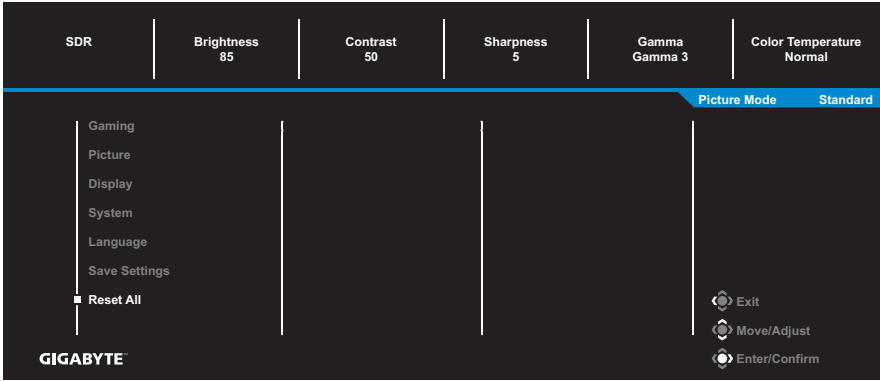 SDR
Brightness
85
Contrast
50
Sharpness
5
Gamma
Gamma 3
Color Temperature
Normal
Picture Mode Standard
Gaming
Picture
Display
System
Language
Save Settings
Reset All
Exit
Move/Adjust
Enter/Confirm
GIGABYTE™